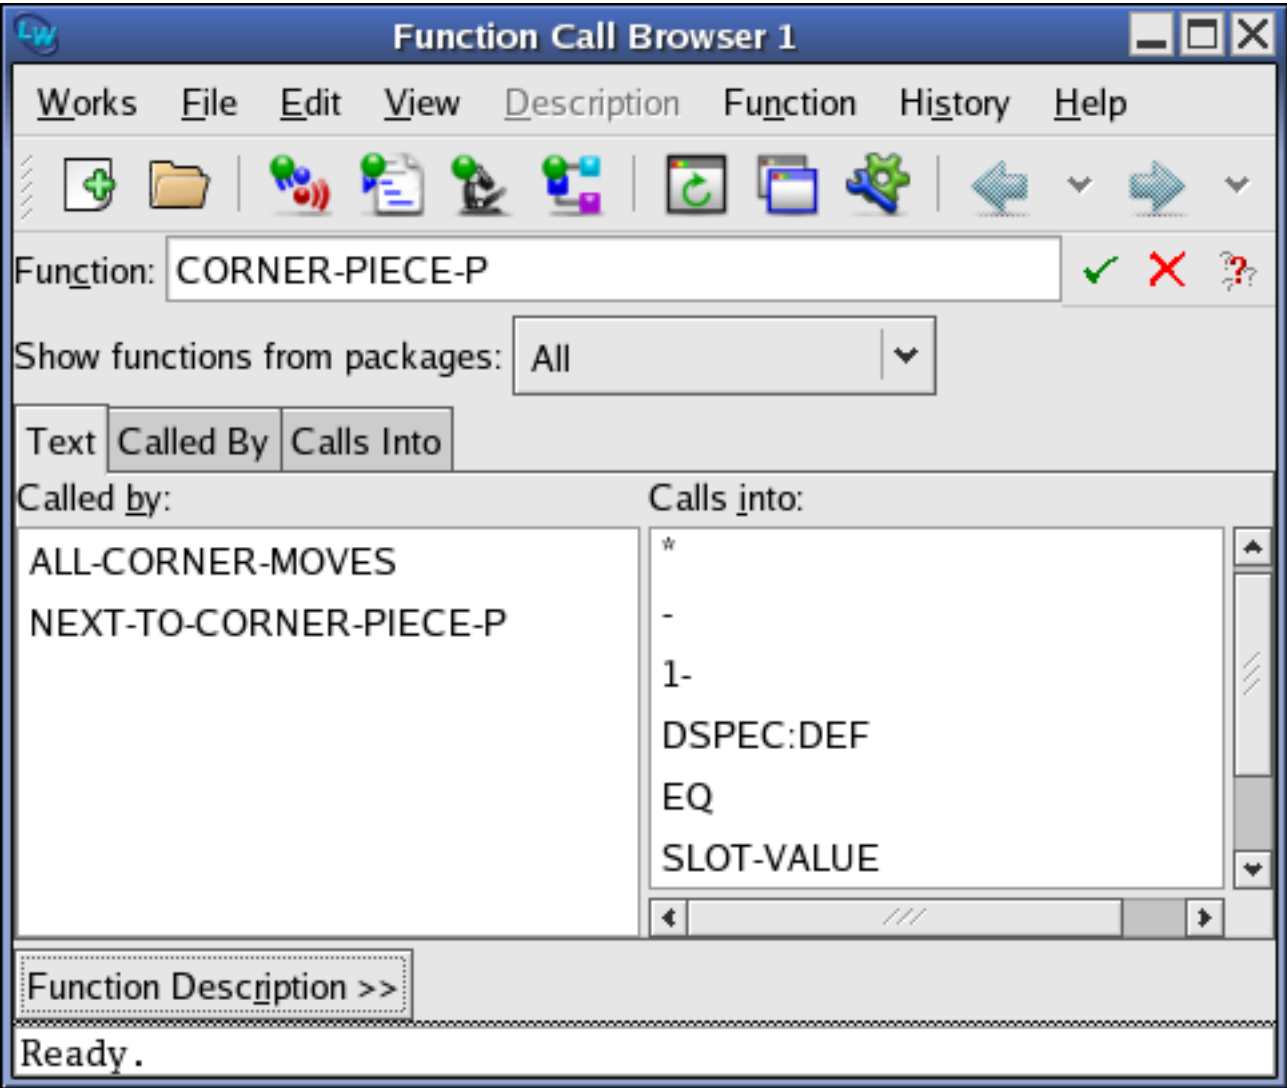 LW Function Call Browser 1
Works File Edit View Description Function History Help
Function: CORNER-PIECE-P ???
Show functions from packages: All
Text Called By Calls Into
Called by: Calls into:
ALL-CORNER-MOVES
NEXT-TO-CORNER-PIECE-P
*
-
1-
DSPEC:DEF
EQ
SLOT-VALUE
Function Description >>
Ready.